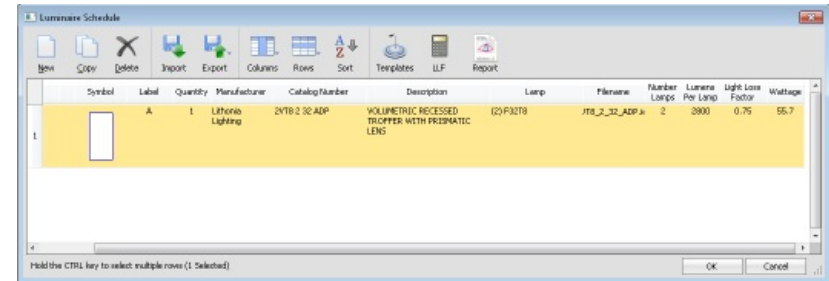 Luminaire Schedule
New Copy Delete Import Export Columns Rows Sort Templates LLF Report
Symbol Label Quantity Manufacturer Catalog Number Description Lamp Filename Number Lamps Lumens Per Lamp Light Loss Factor Wattage
1 A 1 Lithonia 2VT8 2 32 ADP VOLUMETRIC RECESSED (2) F32T8 2 2800 0.75 55.7
Lighting TROFFER WITH PRISMATIC
LENS
Hold the CTRL key to select multiple rows (1 Selected) OK Cancel